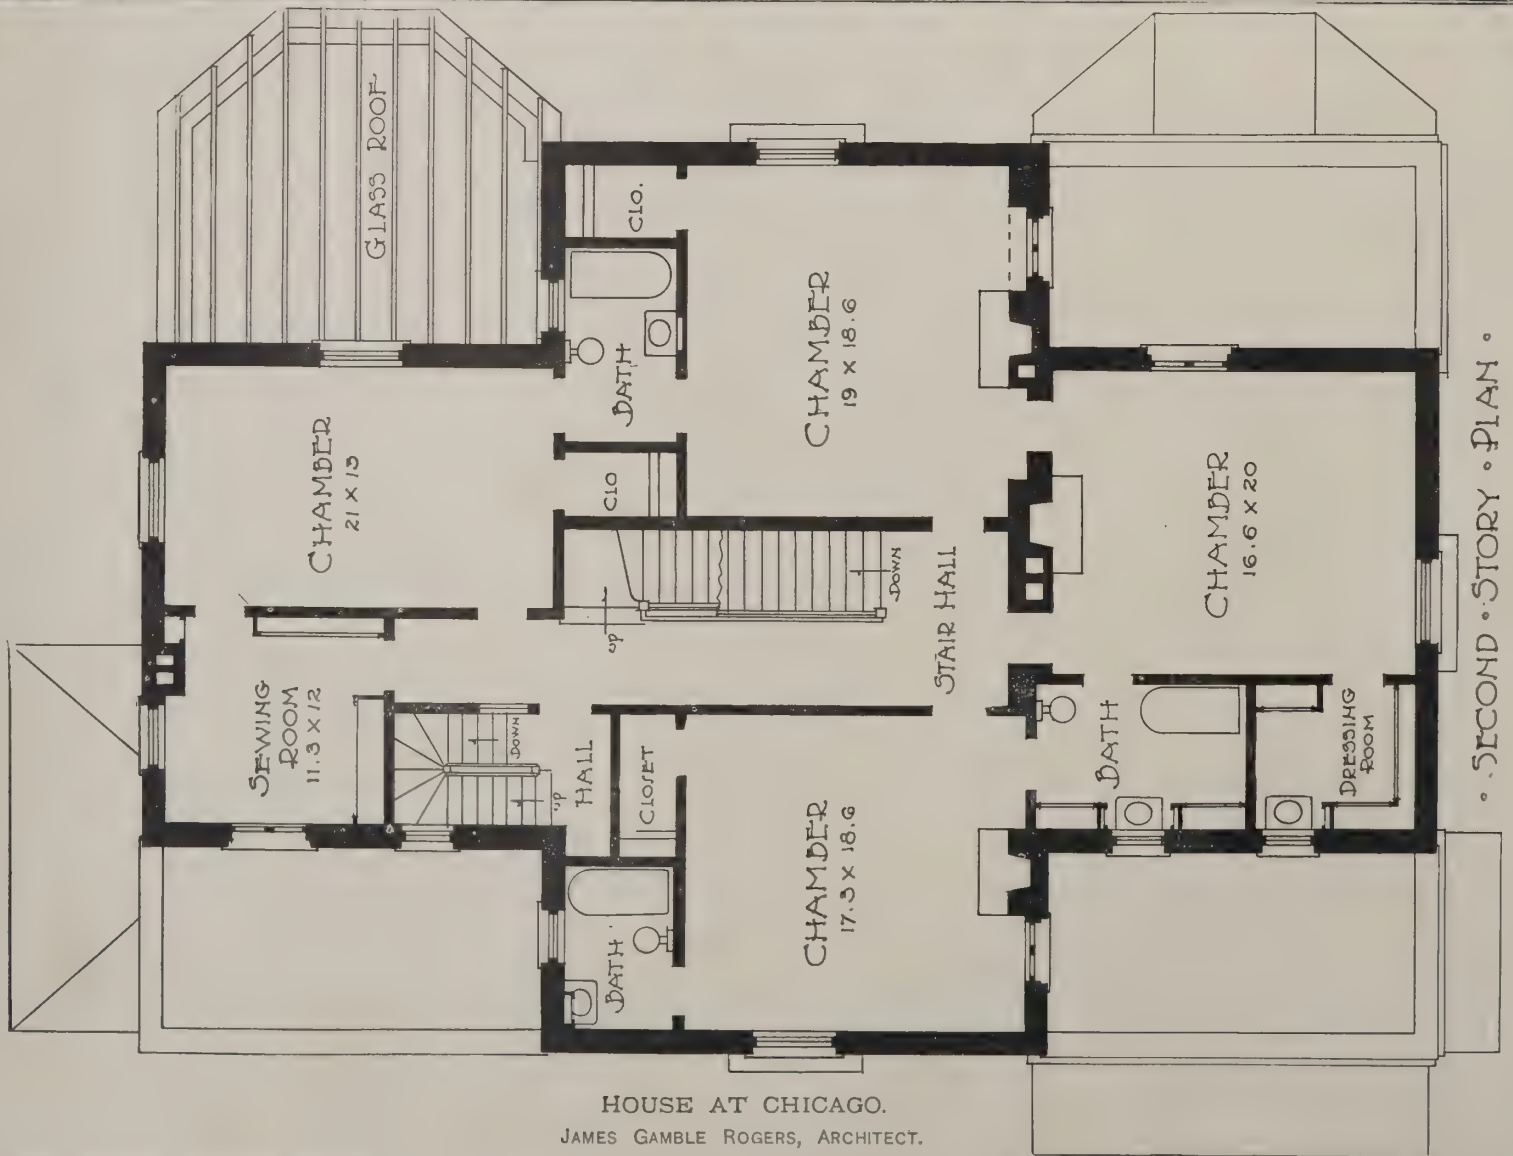 GLASS ROOF
CLO.
CHAMBER
19 X 18.6
BATH
CHAMBER
21 X 13
CLO
CHAMBER
16.6 X 20
DOWN
UP
STAIR HALL
SEWING
ROOM
11.3 X 12
DOWN
UP
HALL
CLOSET
BATH
DRESSING
ROOM
CHAMBER
17.3 X 18.6
BATH
• SECOND • STORY • PLAN •
HOUSE AT CHICAGO.
JAMES GAMBLE ROGERS, ARCHITECT.